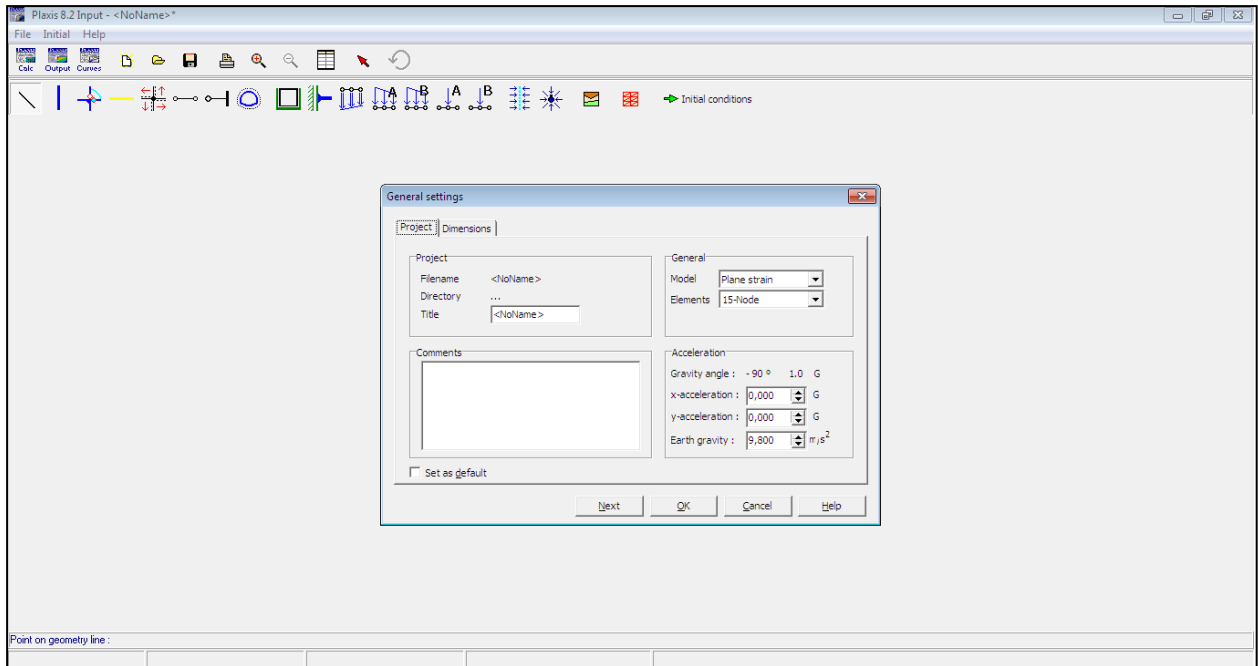 Plaxis 8.2 Input - <NoName>*
File Initial Help
Calc Output Curves
A B A B
Initial conditions
General settings
Project Dimensions
Project
Filename <NoName>
Directory ...
Title <NoName>
General
Model Plane strain
Elements 15-Node
Comments
Acceleration
Gravity angle : - 90 º 1.0 G
x-acceleration : 0,000 G
y-acceleration : 0,000 G
Earth gravity : 9,800 m/s²
Set as default
Next OK Cancel Help
Point on geometry line :